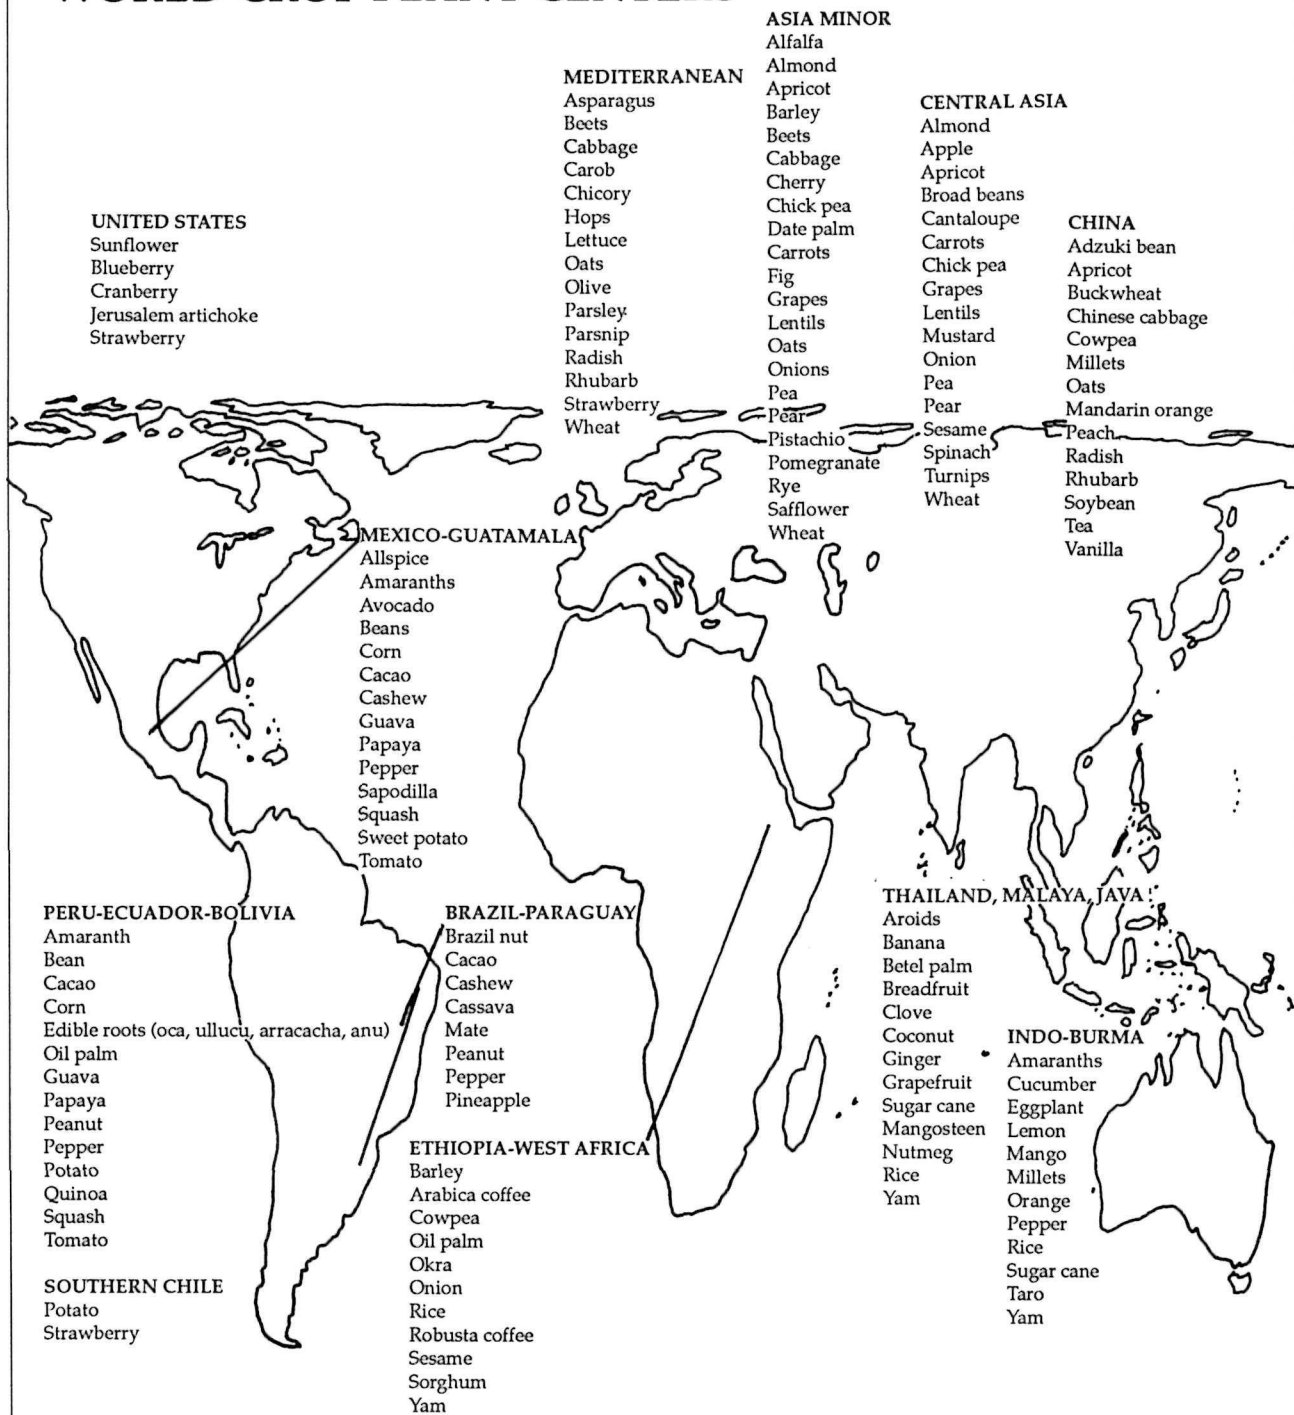 WORLD CROP PLANT CENTERS
UNITED STATES
Sunflower
Blueberry
Cranberry
Jerusalem artichoke
Strawberry
MEDITERRANEAN
Asparagus
Beets
Cabbage
Carob
Chicory
Hops
Lettuce
Oats
Olive
Parsley
Parsnip
Radish
Rhubarb
Strawberry
Wheat
ASIA MINOR
Alfalfa
Almond
Apricot
Barley
Beets
Cabbage
Cherry
Chick pea
Date palm
Carrots
Fig
Grapes
Lentils
Oats
Onions
Pea
Pear
Pistachio
Pomegranate
Rye
Safflower
Wheat
CENTRAL ASIA
Almond
Apple
Apricot
Broad beans
Cantaloupe
Carrots
Chick pea
Grapes
Lentils
Mustard
Onion
Pea
Pear
Sesame
Spinach
Turnips
Wheat
CHINA
Adzuki bean
Apricot
Buckwheat
Chinese cabbage
Cowpea
Millets
Oats
Mandarin orange
Peach
Radish
Rhubarb
Soybean
Tea
Vanilla
MEXICO-GUATAMALA
Allspice
Amaranths
Avocado
Beans
Corn
Cacao
Cashew
Guava
Papaya
Pepper
Sapodilla
Squash
Sweet potato
Tomato
PERU-ECUADOR-BOLIVIA
Amaranth
Bean
Cacao
Corn
Edible roots (oca, ullucu, arracacha, anu)
Oil palm
Guava
Papaya
Peanut
Pepper
Potato
Quinoa
Squash
Tomato
SOUTHERN CHILE
Potato
Strawberry
BRAZIL-PARAGUAY
Brazil nut
Cacao
Cashew
Cassava
Mate
Peanut
Pepper
Pineapple
ETHIOPIA-WEST AFRICA
Barley
Arabica coffee
Cowpea
Oil palm
Okra
Onion
Rice
Robusta coffee
Sesame
Sorghum
Yam
THAILAND, MALAYA, JAVA
Aroids
Banana
Betel palm
Breadfruit
Clove
Coconut
Ginger
Grapefruit
Sugar cane
Mangosteen
Nutmeg
Rice
Yam
INDO-BURMA
Amaranths
Cucumber
Eggplant
Lemon
Mango
Millets
Orange
Pepper
Rice
Sugar cane
Taro
Yam